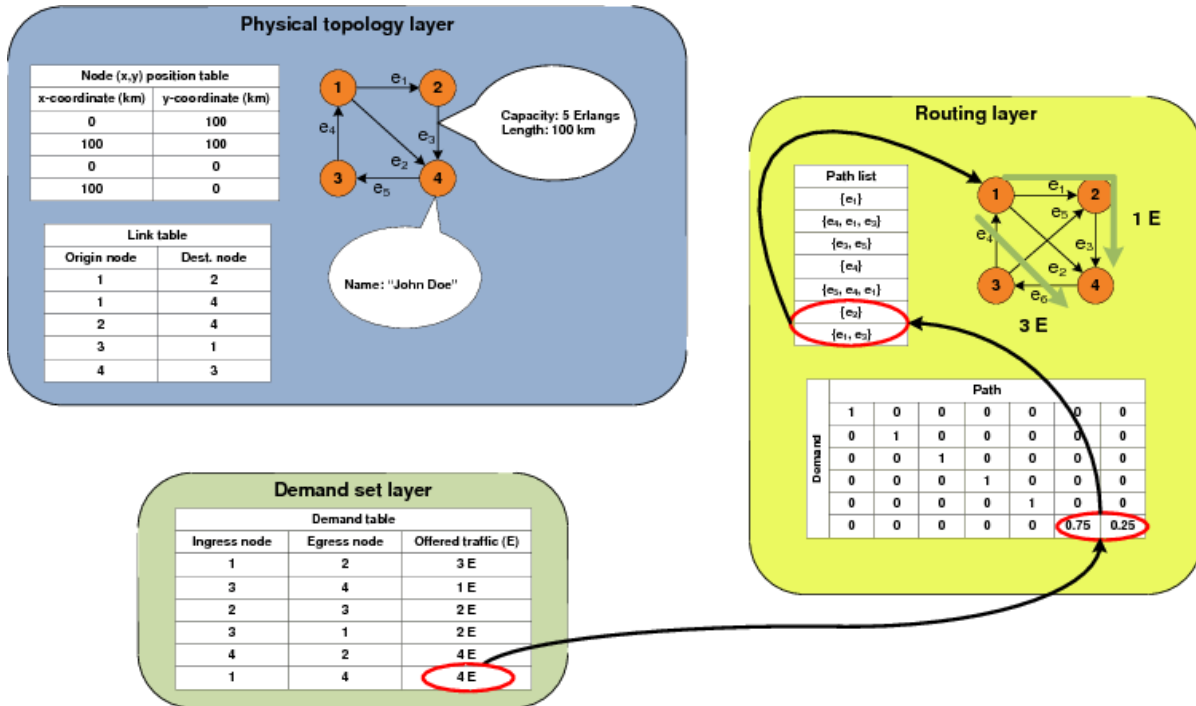 Physical topology layer
Node (x,y) position table
x-coordinate (km) y-coordinate (km)
0 100
100 100
0 0
100 0
Link table
Origin node Dest. node
1 2
1 4
2 4
3 1
4 3
1 e1 2
e4 e3
e2
3 e5 4
Capacity: 5 Erlangs
Length: 100 km
Name: “John Doe”
Routing layer
Path list
{e1}
{e4, e1, e3}
{e3, e5}
{e4}
{e5, e4, e1}
{e2}
{e1, e3}
1 e1 2
e5 1 E
e4 e3
e2
3 e6 4
3 E
Path
Demand
1 0 0 0 0 0 0
0 1 0 0 0 0 0
0 0 1 0 0 0 0
0 0 0 1 0 0 0
0 0 0 0 1 0 0
0 0 0 0 0 0.75 0.25
Demand set layer
Demand table
Ingress node Egress node Offered traffic (E)
1 2 3 E
3 4 1 E
2 3 2 E
3 1 2 E
4 2 4 E
1 4 4 E